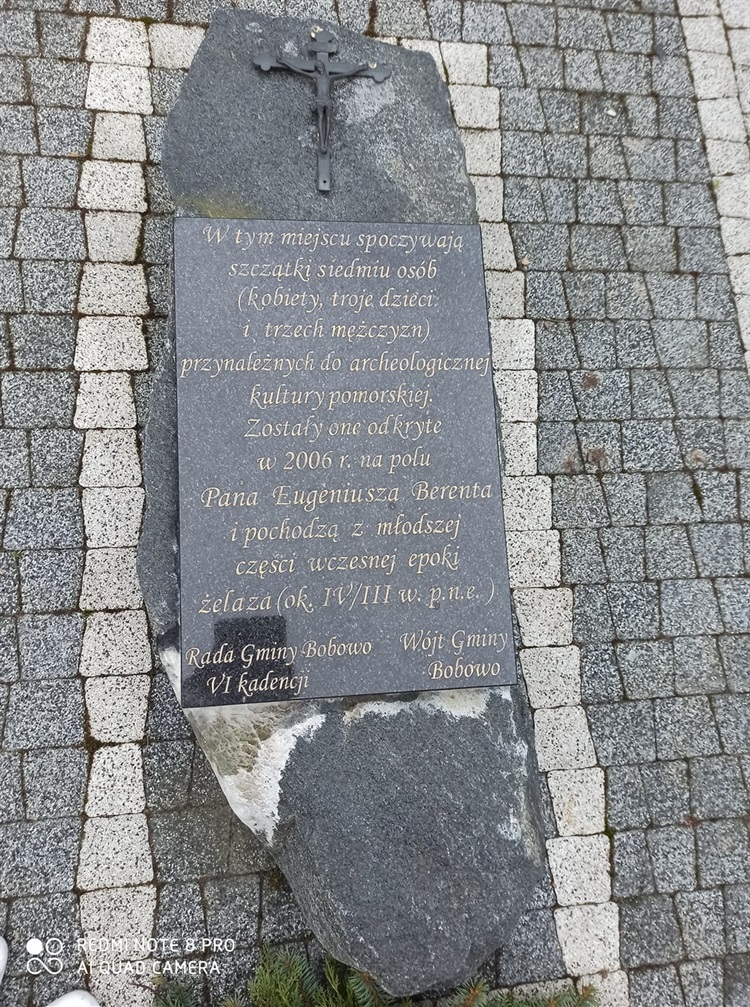 W tym miejscu spoczywają
szczątki siedmiu osób
(kobiety, troje dzieci
i trzech mężczyzn)
przynależnych do archeologicznej
kultury pomorskiej.
Zostały one odkryte
w 2006 r. na polu
Pana Eugeniusza Berenta
i pochodzą z młodszej
części wczesnej epoki
żelaza (ok. IV/III w. p.n.e.)
Rada Gminy Bobowo
VI kadencji
Wójt Gminy
Bobowo
REDMI NOTE 8 PRO
AI QUAD CAMERA